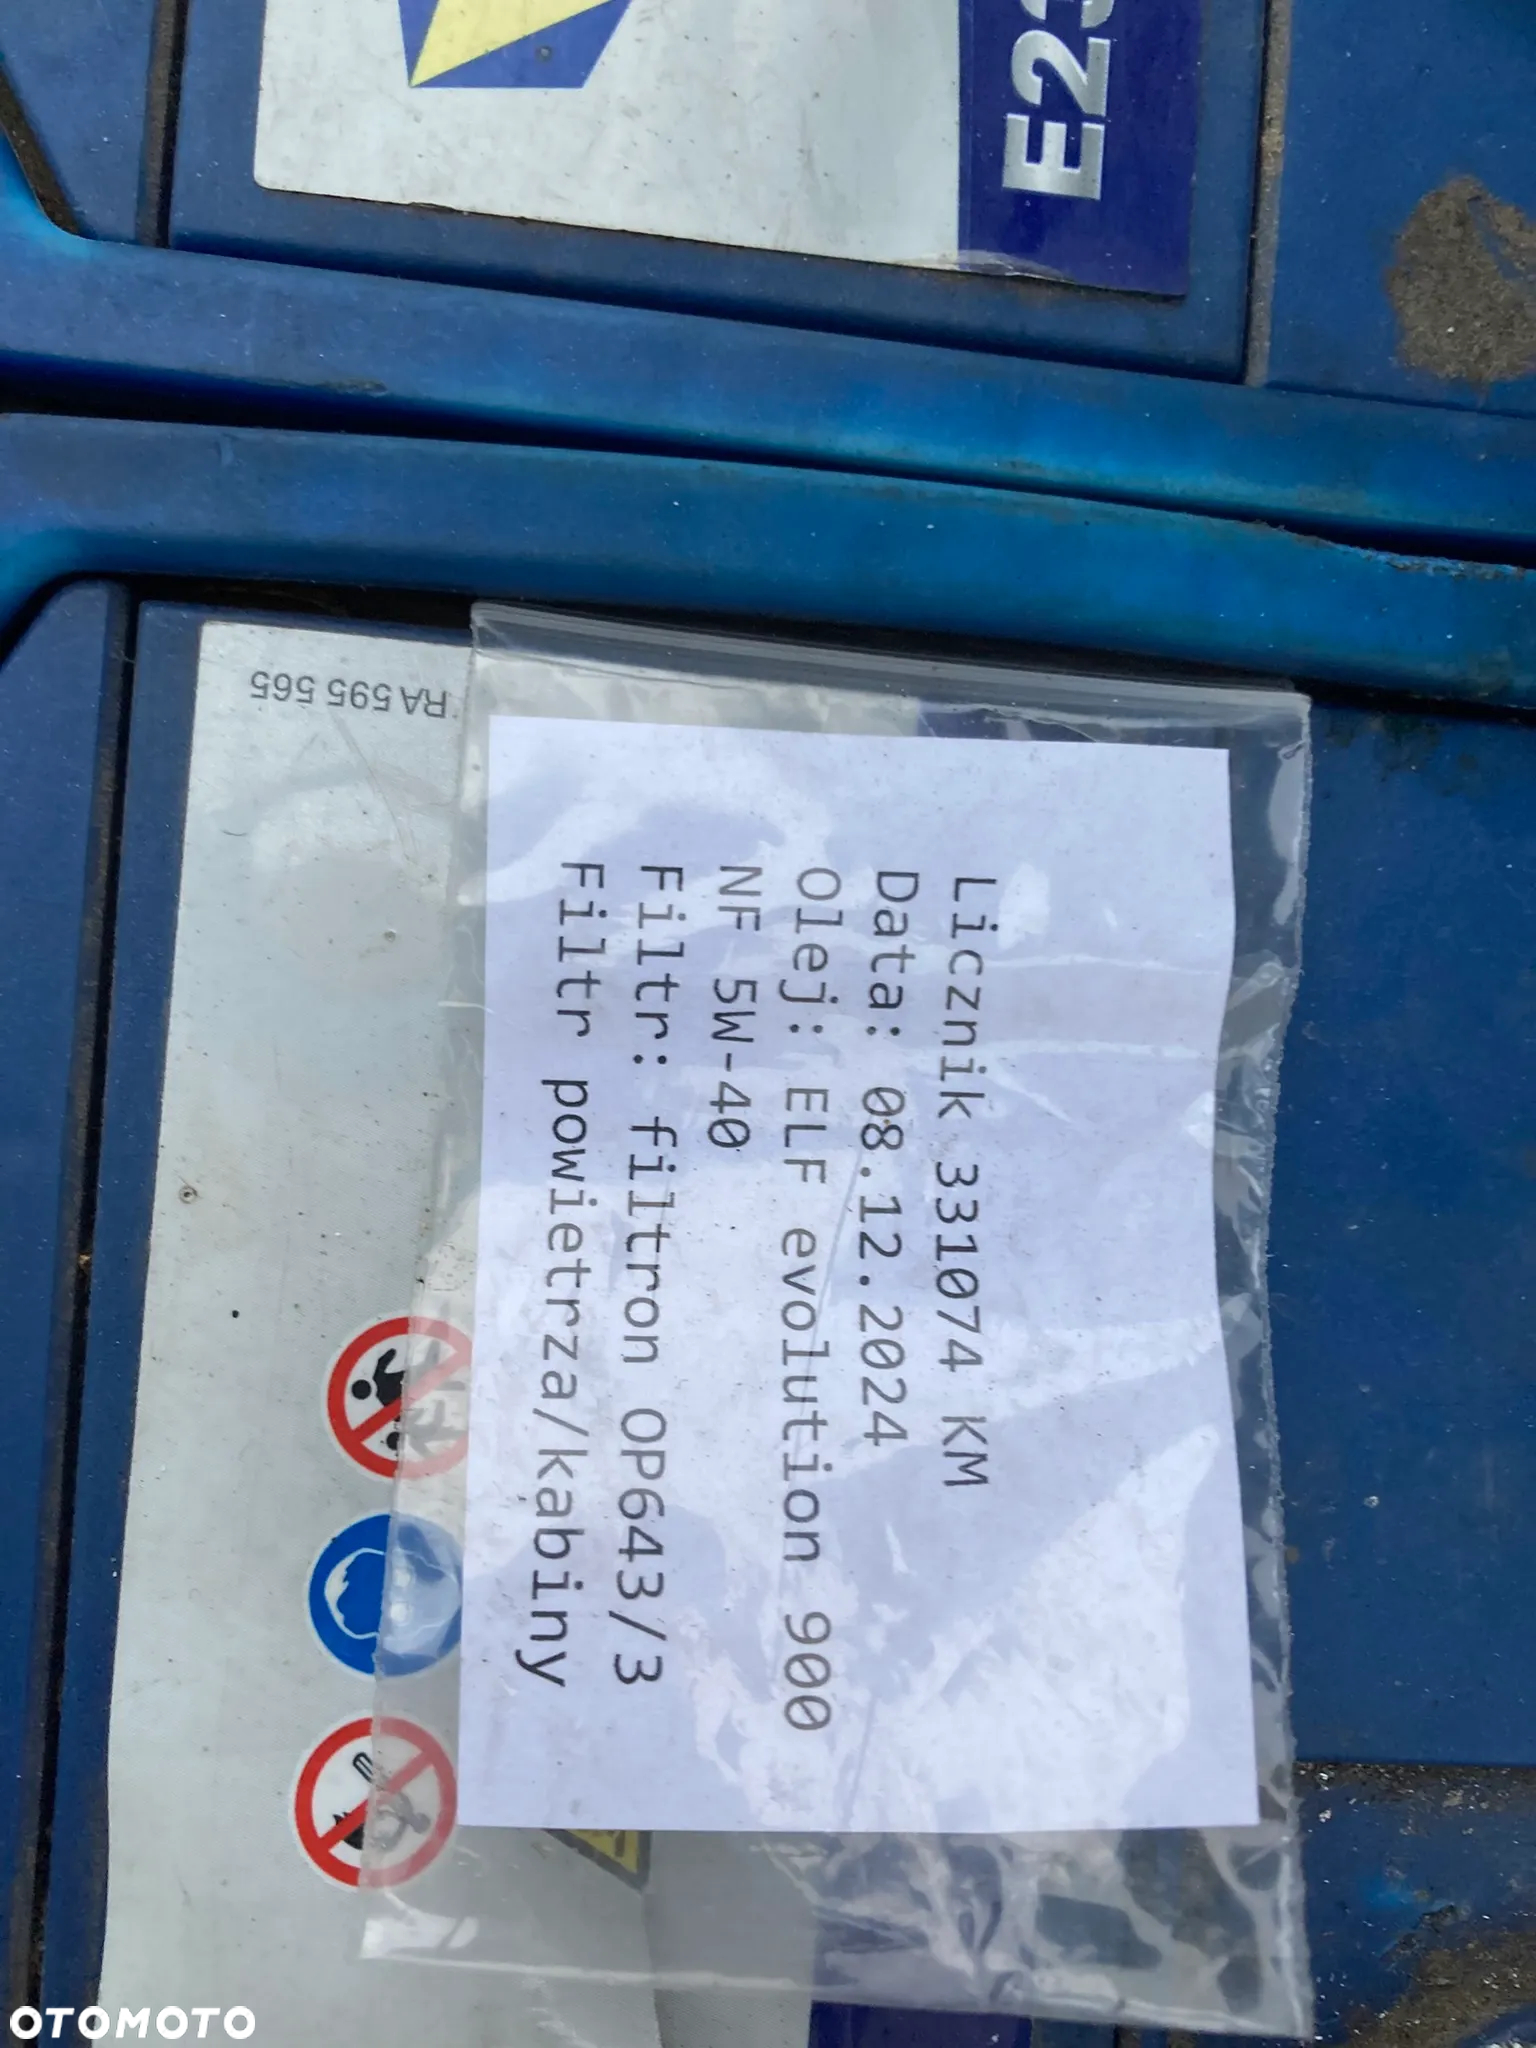 E23
RA 595 565
Licznik 331074 KM
Data: 08.12.2024
Olej: ELF evolution 900
NF 5W-40
Filtr: filtron OP643/3
Filtr powietrza/kabiny
OTOMOTO